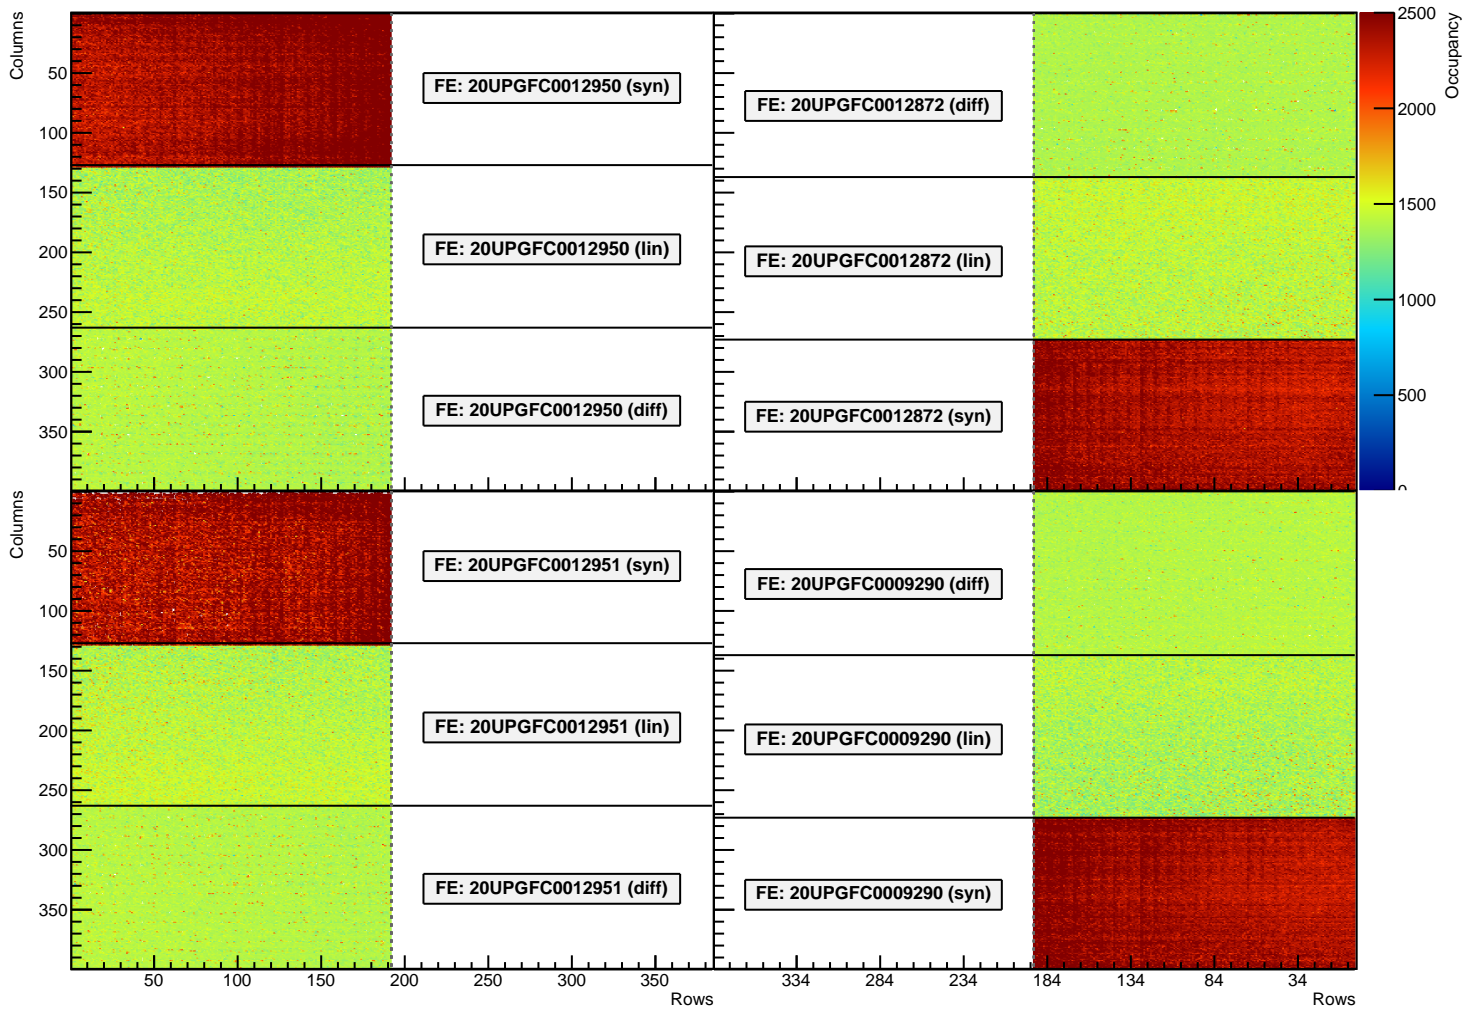 Columns
50
100
150
200
250
300
350
FE: 20UPGFC0012950 (syn)
FE: 20UPGFC0012950 (lin)
FE: 20UPGFC0012950 (diff)
FE: 20UPGFC0012872 (diff)
FE: 20UPGFC0012872 (lin)
FE: 20UPGFC0012872 (syn)
2500
2000
1500
1000
500
0
Occupancy
Columns
50
100
150
200
250
300
350
FE: 20UPGFC0012951 (syn)
FE: 20UPGFC0012951 (lin)
FE: 20UPGFC0012951 (diff)
FE: 20UPGFC0009290 (diff)
FE: 20UPGFC0009290 (lin)
FE: 20UPGFC0009290 (syn)
50 100 150 200 250 300 350
Rows
334 284 234 184 134 84 34
Rows